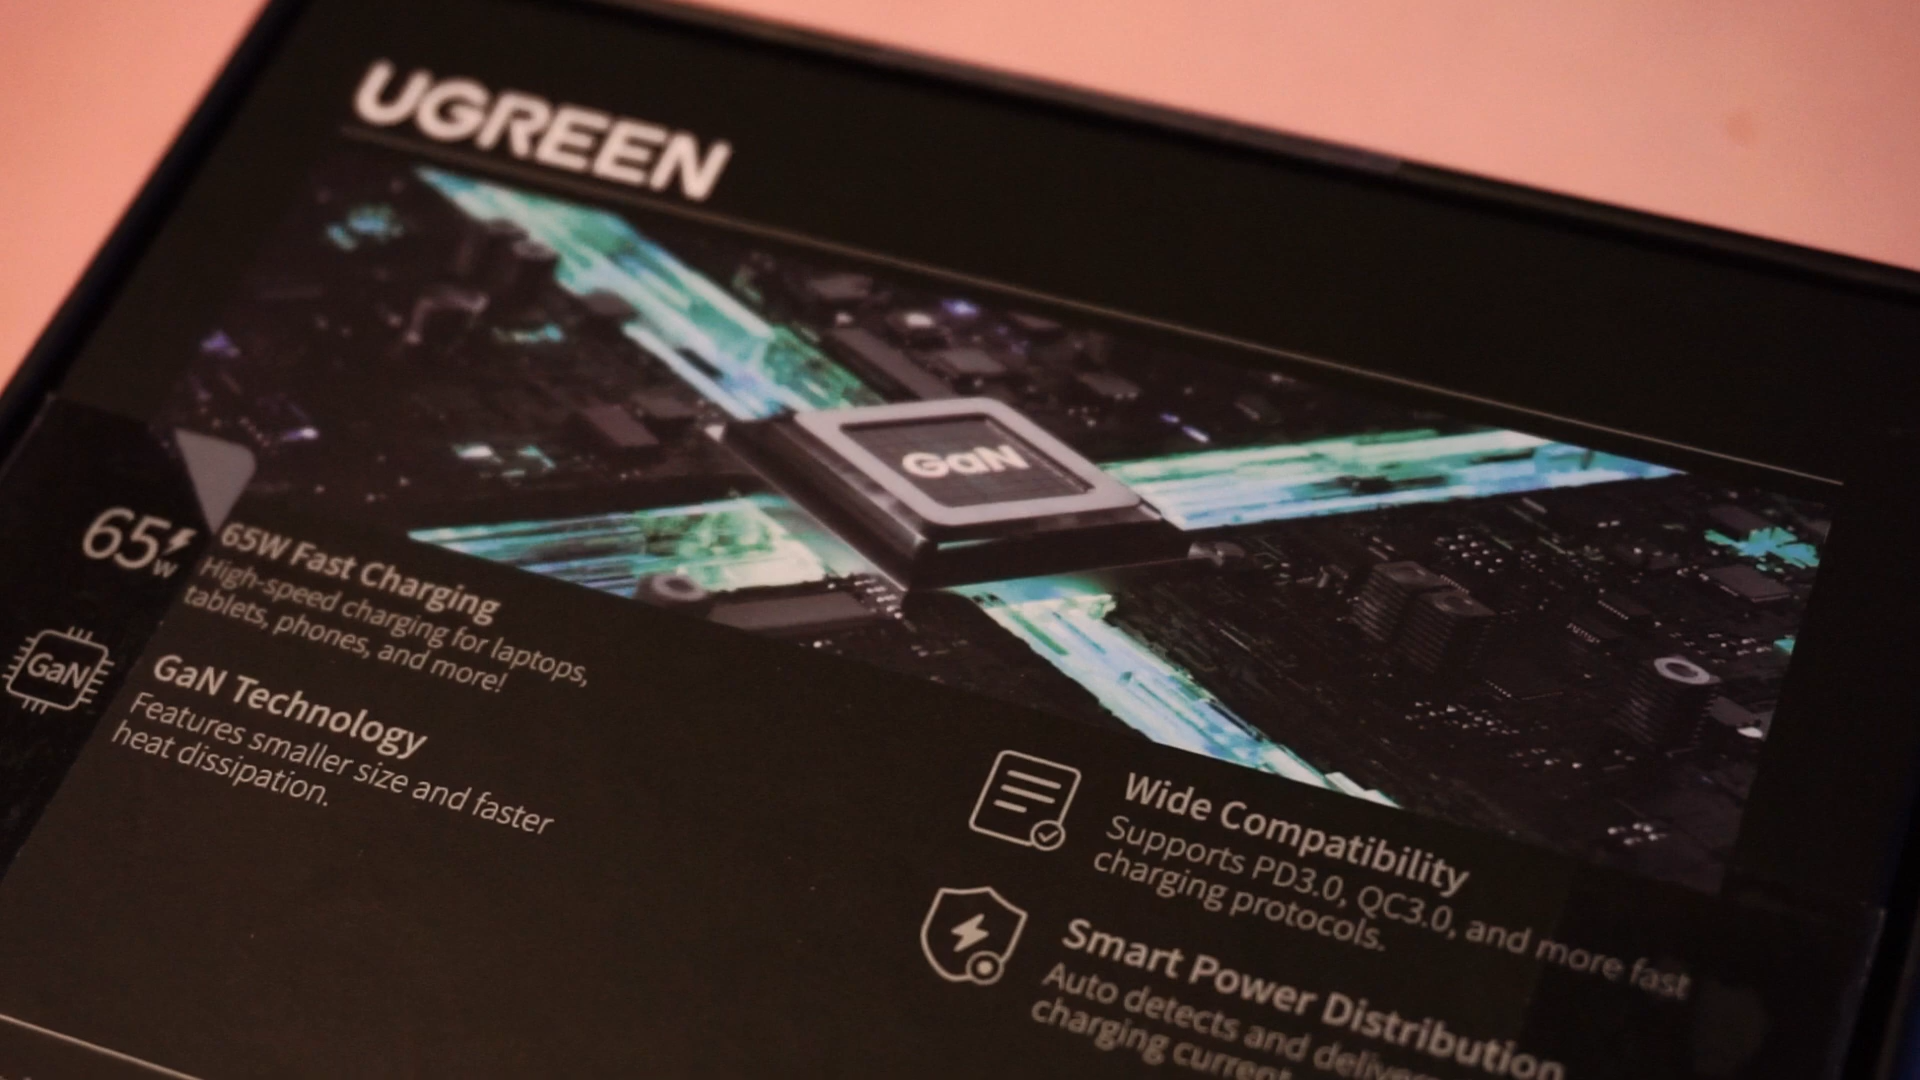 UGREEN
GaN
65W
65W Fast Charging
High-speed charging for laptops,
tablets, phones, and more!
GaN
GaN Technology
Features smaller size and faster
heat dissipation.
Wide Compatibility
Supports PD3.0, QC3.0, and more fast
charging protocols.
Smart Power Distribution
Auto detects and
charging current